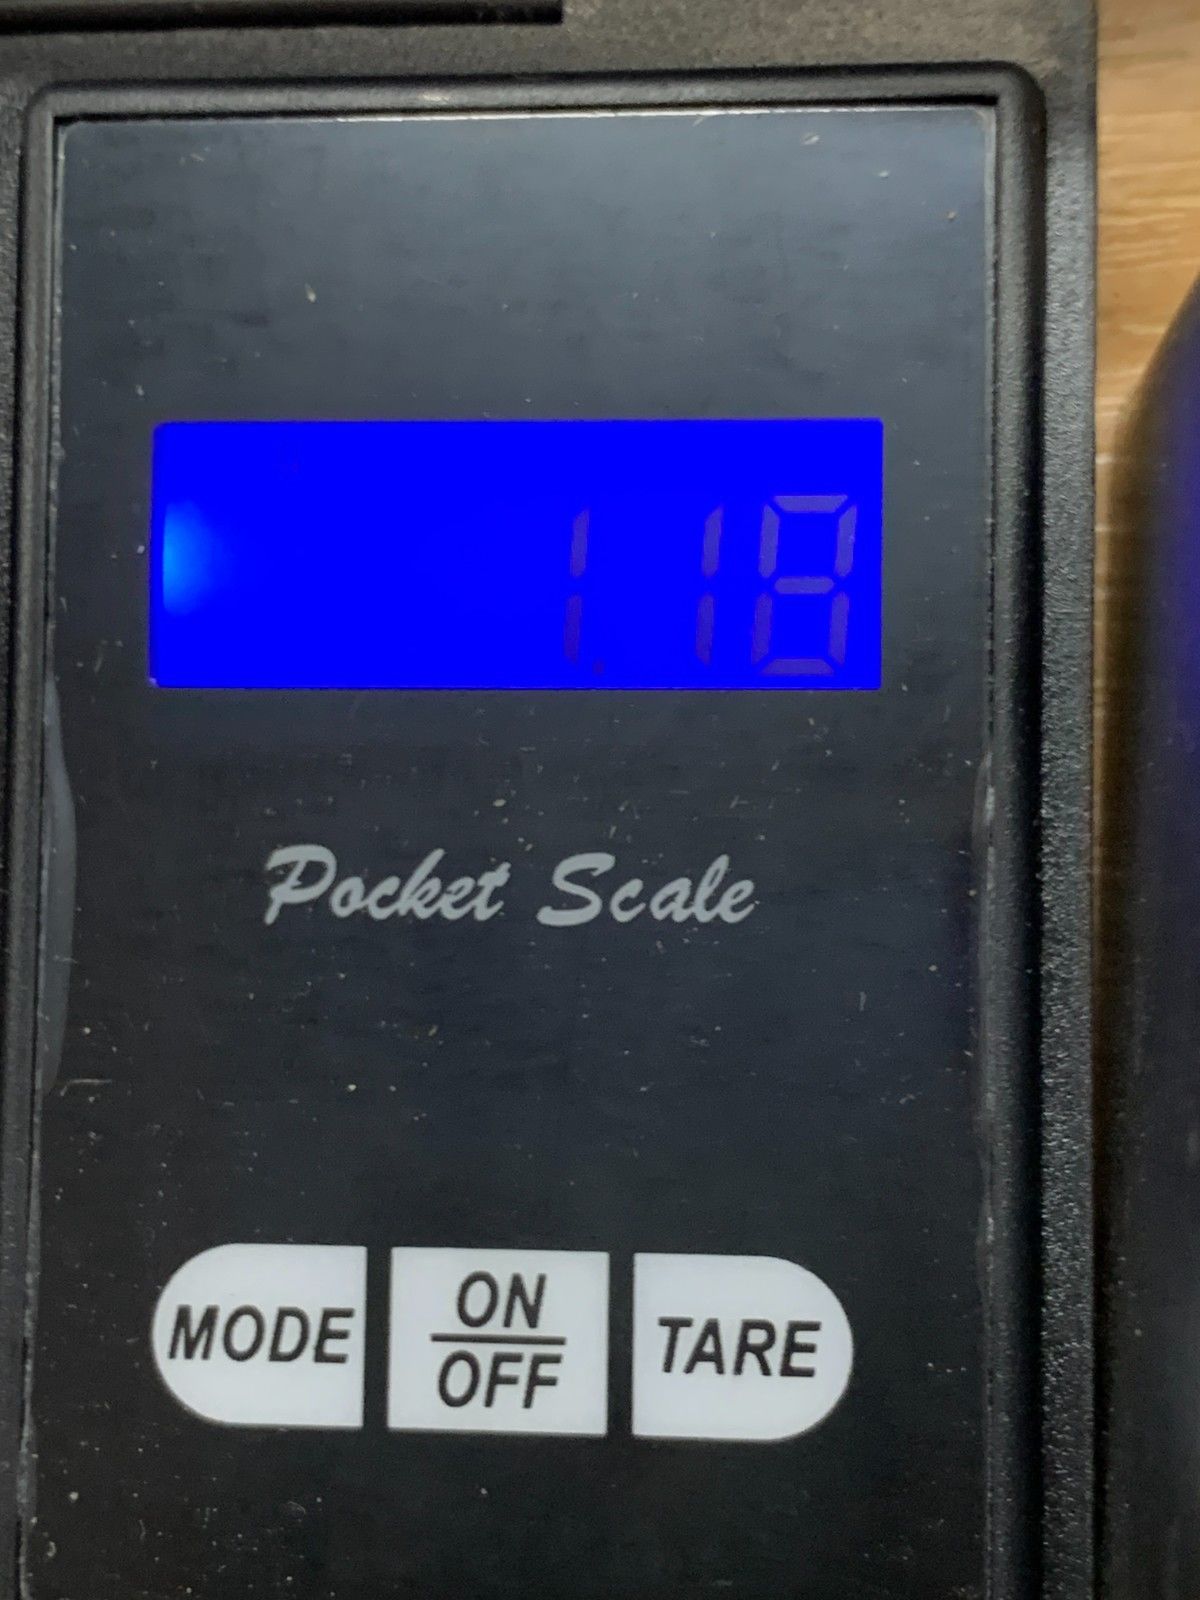 1.18
Pocket Scale
MODE ON TARE
OFF